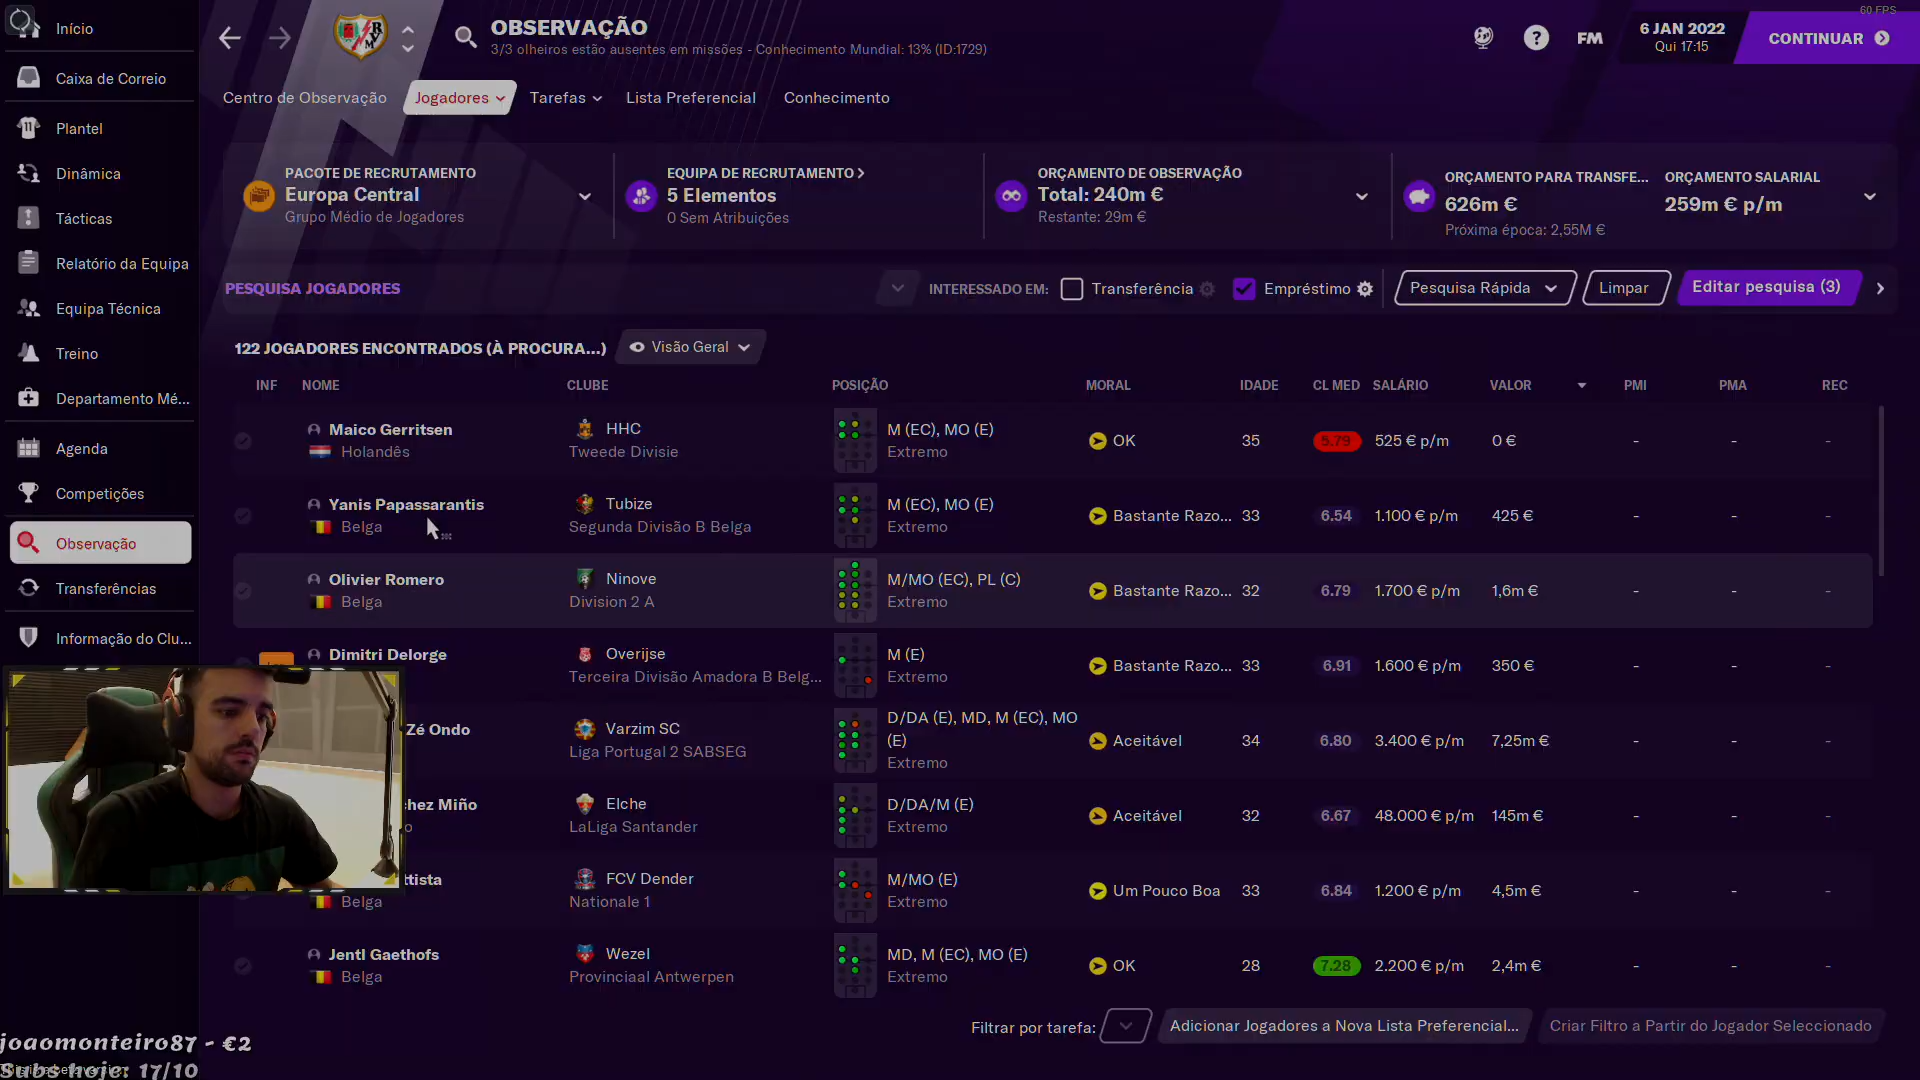 60 FPS
Início
OBSERVAÇÃO
3/3 olheiros estão ausentes em missões - Conhecimento Mundial: 13% (ID:1729)
FM
6 JAN 2022
Qui 17:15
CONTINUAR
Caixa de Correio
Centro de Observação
Jogadores
Tarefas
Lista Preferencial
Conhecimento
Plantel
Dinâmica
Tácticas
Relatório da Equipa
Equipa Técnica
Treino
Departamento Mé...
Agenda
Competições
Observação
Transferências
Informação do Clu...
PACOTE DE RECRUTAMENTO
Europa Central
Grupo Médio de Jogadores
EQUIPA DE RECRUTAMENTO
5 Elementos
0 Sem Atribuições
ORÇAMENTO DE OBSERVAÇÃO
Total: 240m €
Restante: 29m €
ORÇAMENTO PARA TRANSFE...
626m €
Próxima época: 2,55M €
ORÇAMENTO SALARIAL
259m € p/m
PESQUISA JOGADORES
INTERESSADO EM:
Transferência
Empréstimo
Pesquisa Rápida
Limpar
Editar pesquisa (3)
122 JOGADORES ENCONTRADOS (À PROCURA...)
Visão Geral
INF NOME CLUBE POSIÇÃO MORAL IDADE CL MED SALÁRIO VALOR PMI PMA REC
Maico Gerritsen HHC M (EC), MO (E) OK 35 5.79 525 € p/m 0 € - - -
Holandês Tweede Divisie Extremo
Yanis Papassarantis Tubize M (EC), MO (E) Bastante Razo... 33 6.54 1.100 € p/m 425 € - - -
Belga Segunda Divisão B Belga Extremo
Olivier Romero Ninove M/MO (EC), PL (C) Bastante Razo... 32 6.79 1.700 € p/m 1,6m € - - -
Belga Division 2 A Extremo
Dimitri Delorge Overijse M (E) Bastante Razo... 33 6.91 1.600 € p/m 350 € - - -
Terceira Divisão Amadora B Belg... Extremo
Zé Ondo Varzim SC D/DA (E), MD, M (EC), MO (E) Aceitável 34 6.80 3.400 € p/m 7,25m € - - -
Liga Portugal 2 SABSEG Extremo
hez Miño Elche D/DA/M (E) Aceitável 32 6.67 48.000 € p/m 145m € - - -
o LaLiga Santander Extremo
ttista FCV Dender M/MO (E) Um Pouco Boa 33 6.84 1.200 € p/m 4,5m € - - -
Belga Nationale 1 Extremo
Jentl Gaethofs Wezel MD, M (EC), MO (E) OK 28 7.28 2.200 € p/m 2,4m € - - -
Belga Provinciaal Antwerpen Extremo
Filtrar por tarefa:
Adicionar Jogadores a Nova Lista Preferencial...
Criar Filtro a Partir do Jogador Seleccionado
joaomonteiro87 - €2
Subs hoje: 17/10